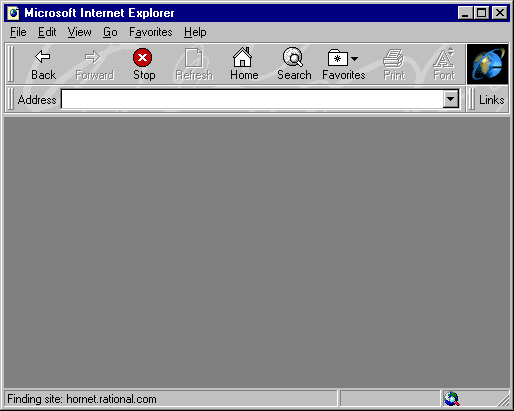 Microsoft Internet Explorer
File Edit View Go Favorites Help
Back Forward Stop Refresh Home Search Favorites Print Font
Address Links
Finding site: hornet.rational.com